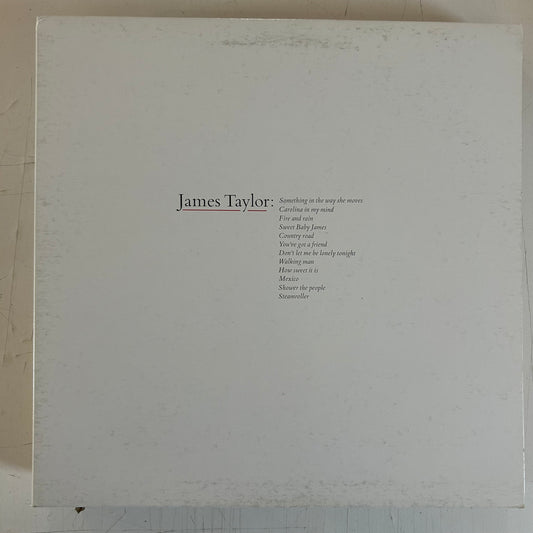 James Taylor: Something in the way she moves
Carolina in my mind
Fire and rain
Sweet Baby James
Country road
You've got a friend
Don't let me be lonely tonight
Walking man
How sweet it is
Mexico
Shower the people
Steamroller